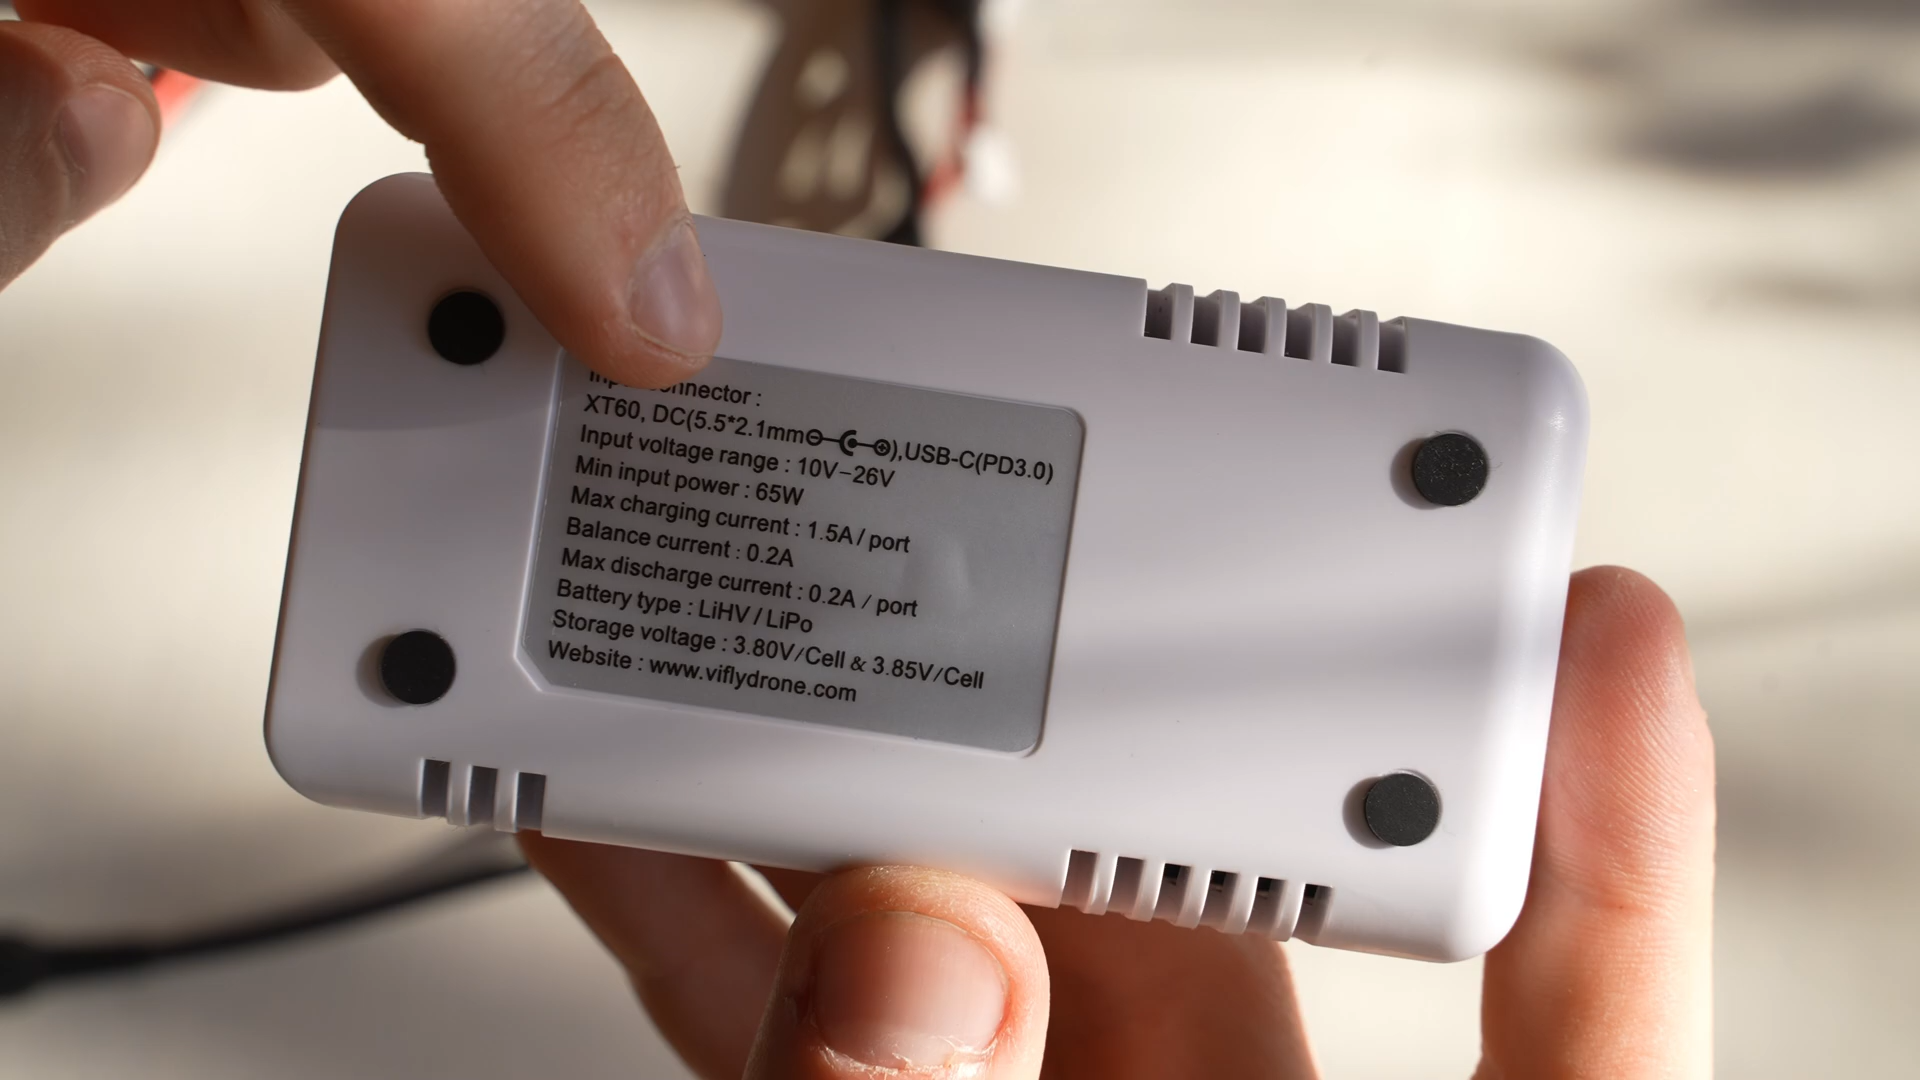 Input connector :
XT60, DC(5.5*2.1mm),USB-C(PD3.0)
Input voltage range : 10V–26V
Min input power : 65W
Max charging current : 1.5A / port
Balance current : 0.2A
Max discharge current : 0.2A / port
Battery type : LiHV / LiPo
Storage voltage : 3.80V/Cell & 3.85V/Cell
Website : www.viflydrone.com